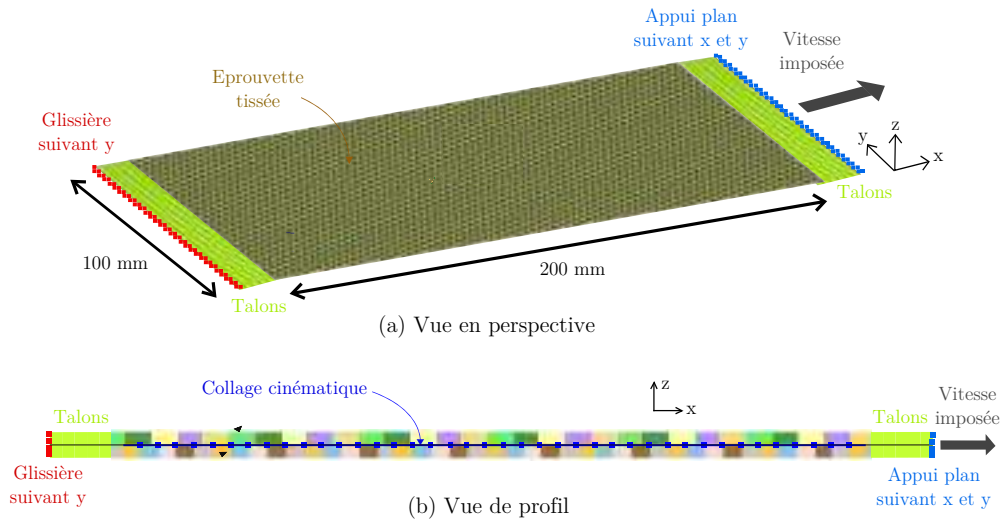 Appui plan
suivant x et y
Vitesse
imposée
Eprouvette
tissée
Glissière
suivant y
z
y
x
Talons
100 mm
200 mm
Talons
(a) Vue en perspective
Collage cinématique
z
x
Vitesse
imposée
Talons
Talons
Glissière
suivant y
Appui plan
suivant x et y
(b) Vue de profil